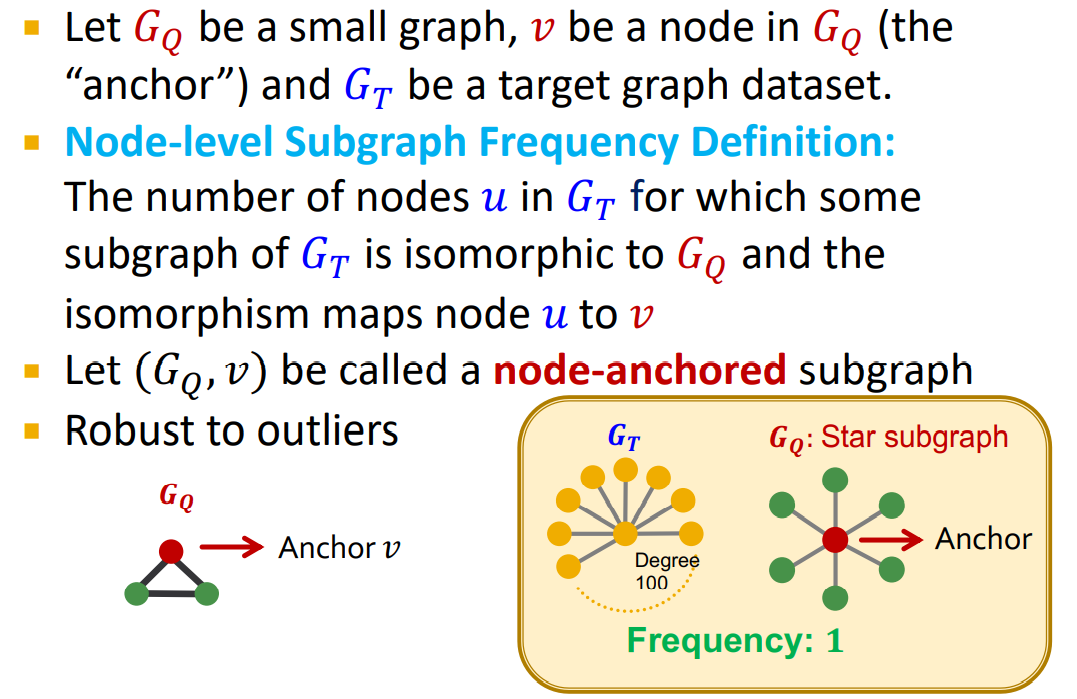 Let G_Q be a small graph, v be a node in G_Q (the
“anchor”) and G_T be a target graph dataset.
Node-level Subgraph Frequency Definition:
The number of nodes u in G_T for which some
subgraph of G_T is isomorphic to G_Q and the
isomorphism maps node u to v
Let (G_Q, v) be called a node-anchored subgraph
Robust to outliers
G_Q
Anchor v
G_T
G_Q: Star subgraph
Degree
100
Anchor
Frequency: 1